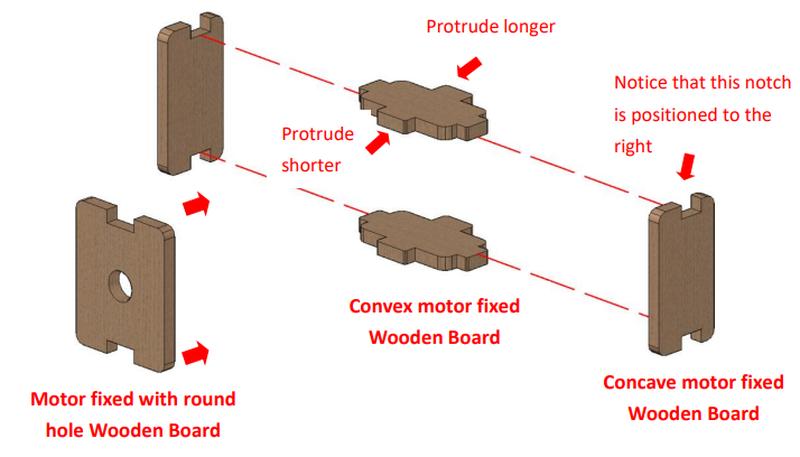 Protrude longer
Notice that this notch
is positioned to the
right
Protrude
shorter
Convex motor fixed
Wooden Board
Concave motor fixed
Wooden Board
Motor fixed with round
hole Wooden Board